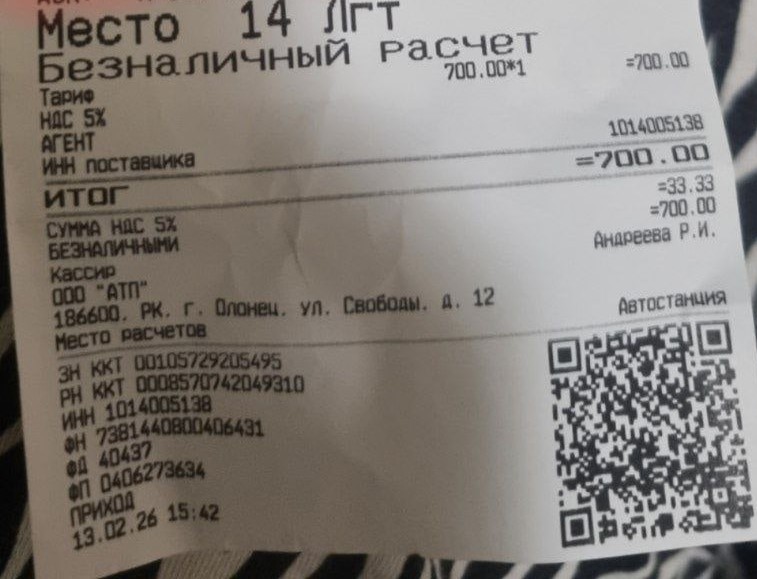 Место 14 Лгт
Безналичный расчет
Тариф 700.00*1 =700.00
НДС 5%
АГЕНТ
ИНН поставщика 1014005138
ИТОГ =700.00
СУММА НДС 5% =33.33
БЕЗНАЛИЧНЫМИ =700.00
Кассир Андреева Р.И.
ООО "АТП"
186600, РК, г. Олонец, ул. Свободы, д. 12
Место расчетов Автостанция
ЗН ККТ 00105729205495
РН ККТ 0008570742049310
ИНН 1014005138
ФН 7381440800406431
ФД 40437
ФП 0406273634
ПРИХОД
13.02.26 15:42